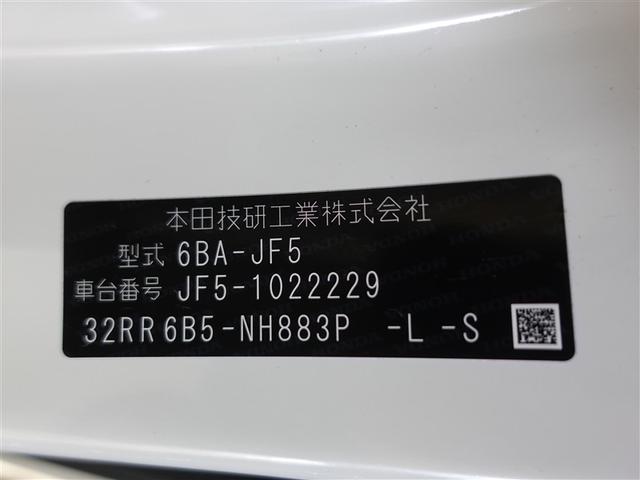 本田技研工業株式会社
型式 6BA-JF5
車台番号 JF5-1022229
32RR6B5-NH883P -L -S